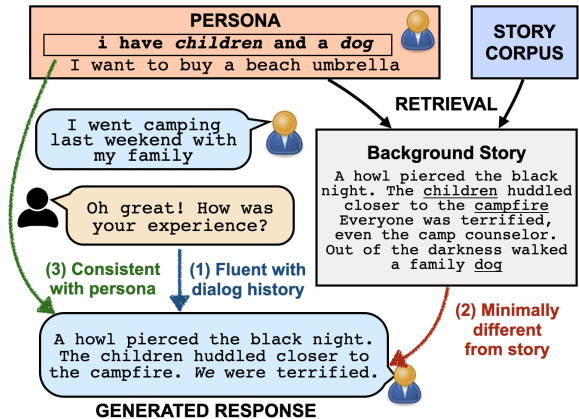 PERSONA
i have children and a dog
I want to buy a beach umbrella
STORY
CORPUS
RETRIEVAL
I went camping
last weekend with
my family
Background Story
A howl pierced the black
night. The children huddled
closer to the campfire
Everyone was terrified,
even the camp counselor.
Out of the darkness walked
a family dog
Oh great! How was
your experience?
(3) Consistent
with persona
(1) Fluent with
dialog history
(2) Minimally
different
from story
A howl pierced the black night.
The children huddled closer to
the campfire. We were terrified.
GENERATED RESPONSE